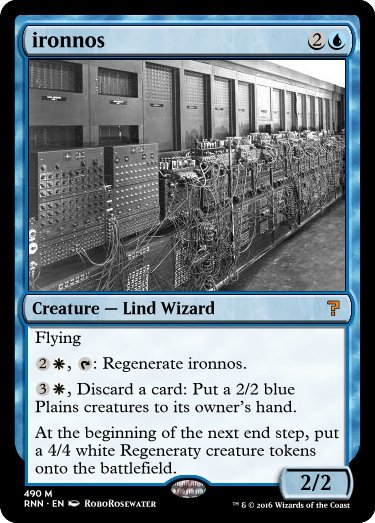 ironnos 2
Creature — Lind Wizard ?
Flying
2, : Regenerate ironnos.
3, Discard a card: Put a 2/2 blue
Plains creatures to its owner's hand.
At the beginning of the next end step, put
a 4/4 white Regeneraty creature tokens
onto the battlefield.
2/2
490 M
RNN • EN RoboRosewater
™ & © 2016 Wizards of the Coast